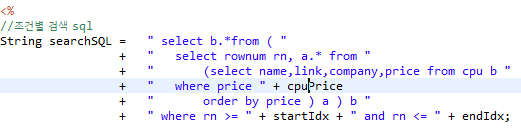 <%
//조건별 검색 sql
String searchSQL =   " select b.*from ( "
+   "   select rownum rn, a.* from "
+   "       (select name,link,company,price from cpu b "
+   "   where price " + cpuPrice
+   "       order by price ) a ) b "
+ " where rn >= " + startIdx + " and rn <= " + endIdx;